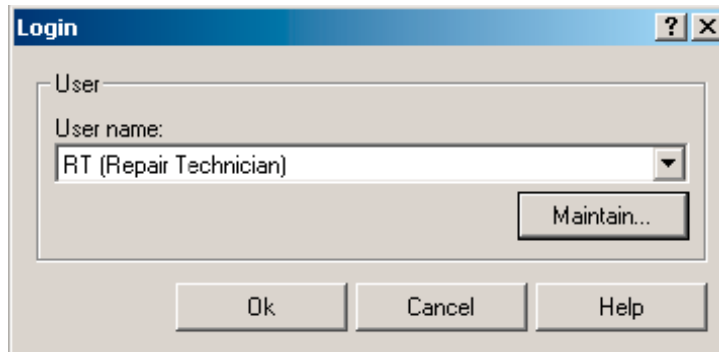 Login
User
User name:
RT (Repair Technician)
Maintain...
Ok Cancel Help